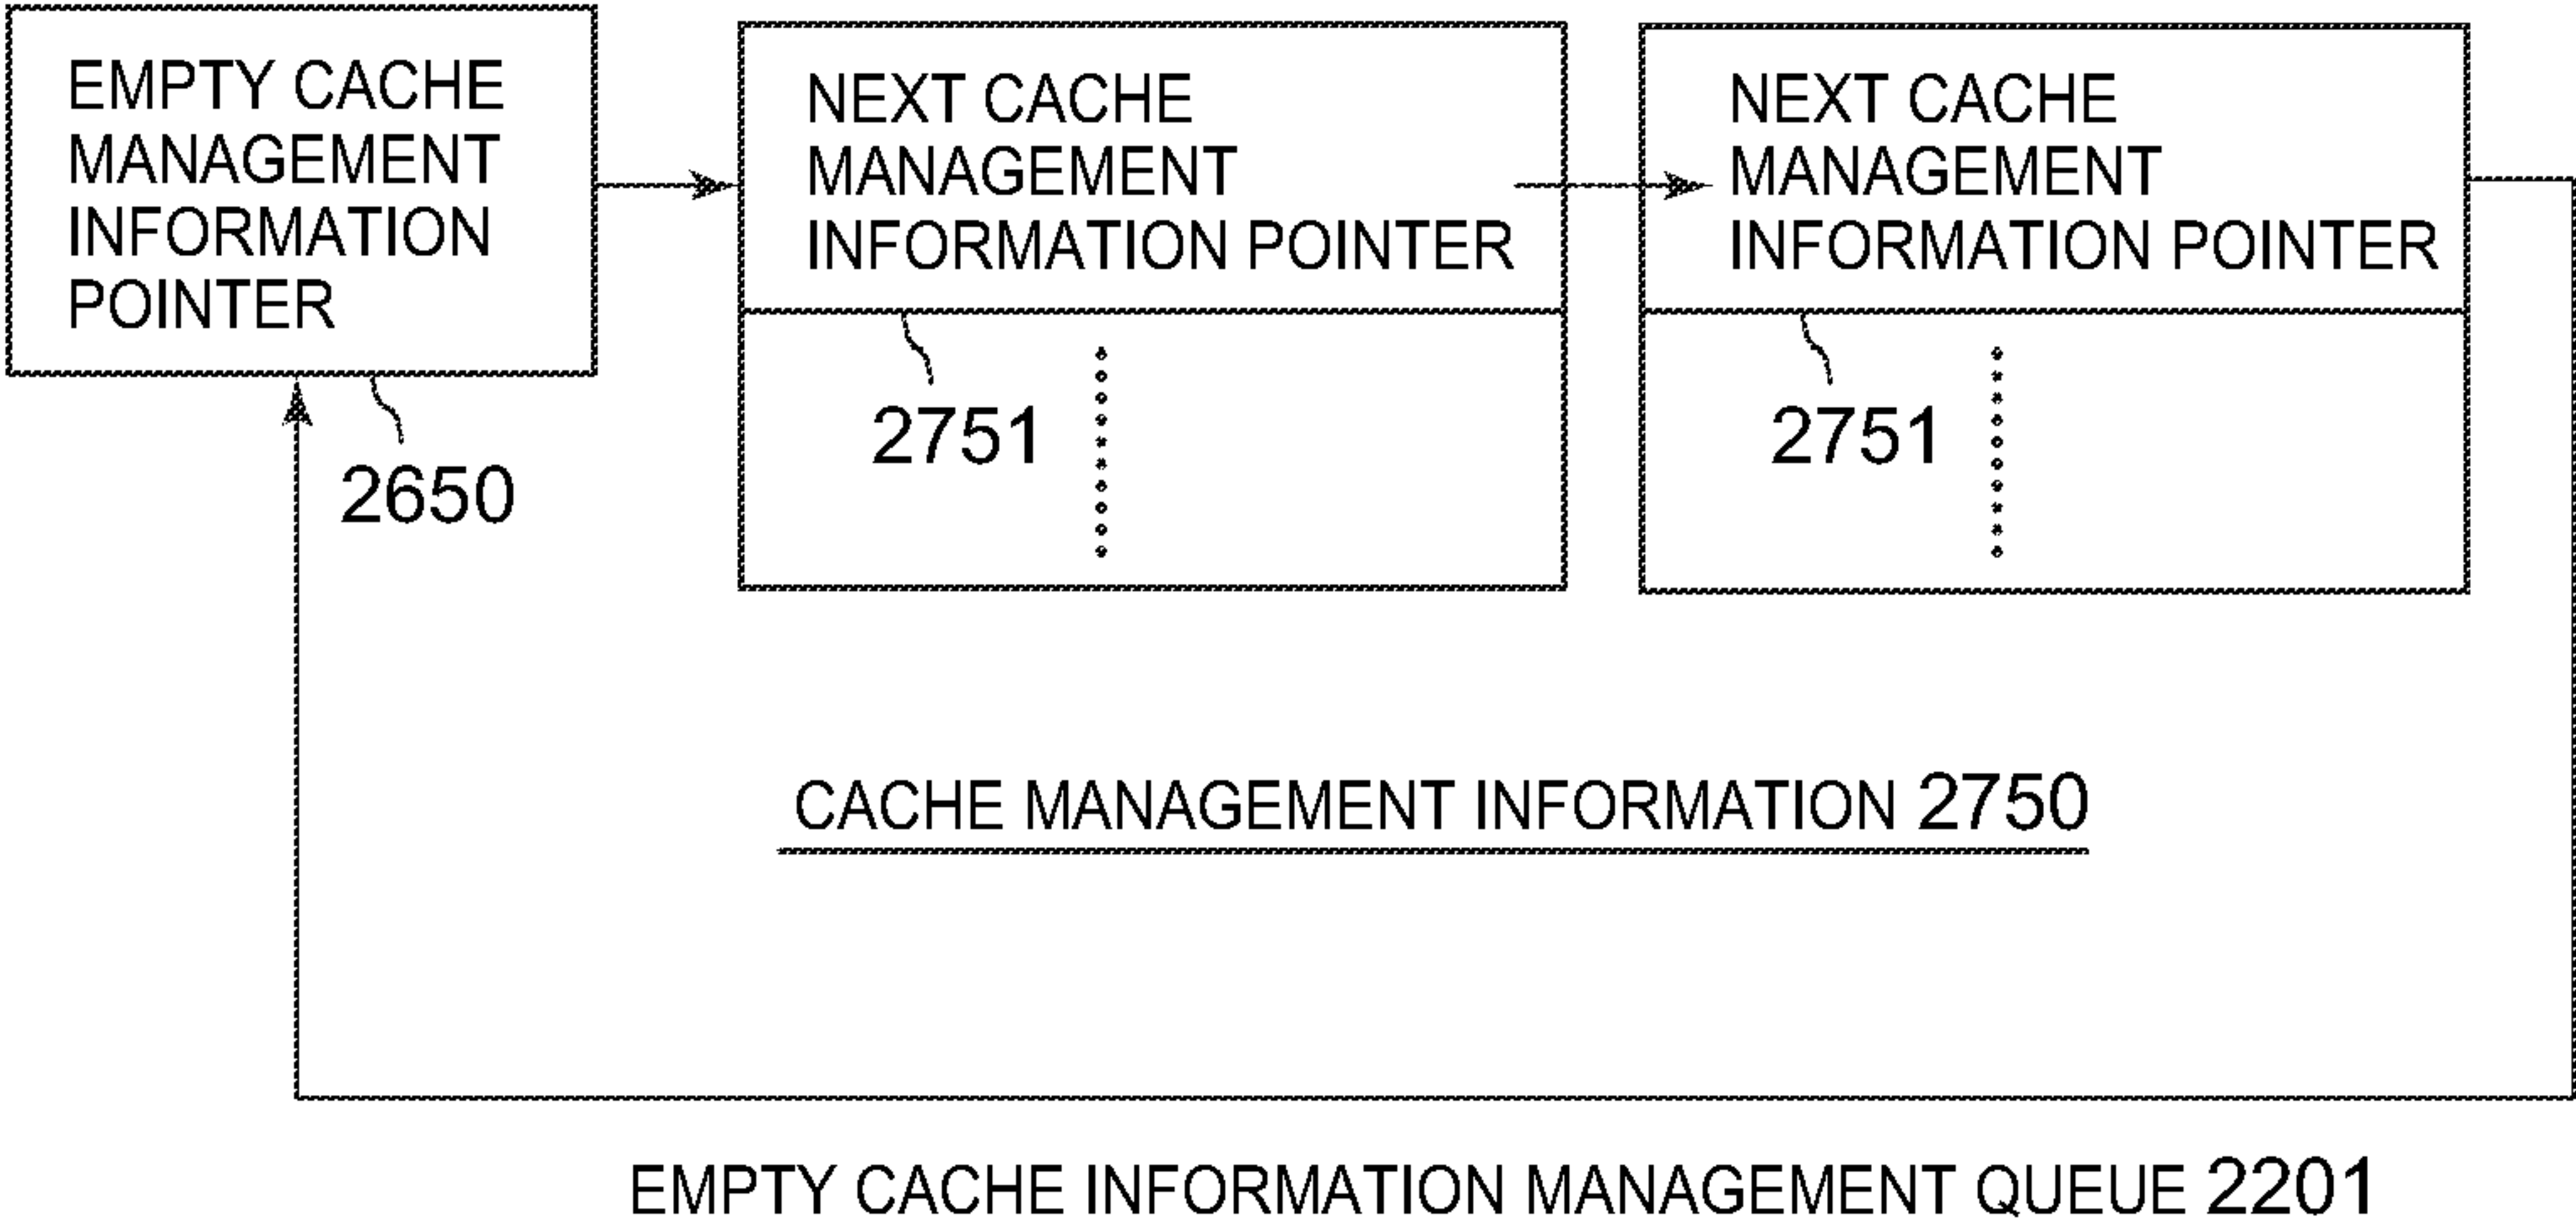 EMPTY CACHE
MANAGEMENT
INFORMATION
POINTER
2650
NEXT CACHE
MANAGEMENT
INFORMATION POINTER
2751
NEXT CACHE
MANAGEMENT
INFORMATION POINTER
2751
CACHE MANAGEMENT INFORMATION 2750
EMPTY CACHE INFORMATION MANAGEMENT QUEUE 2201